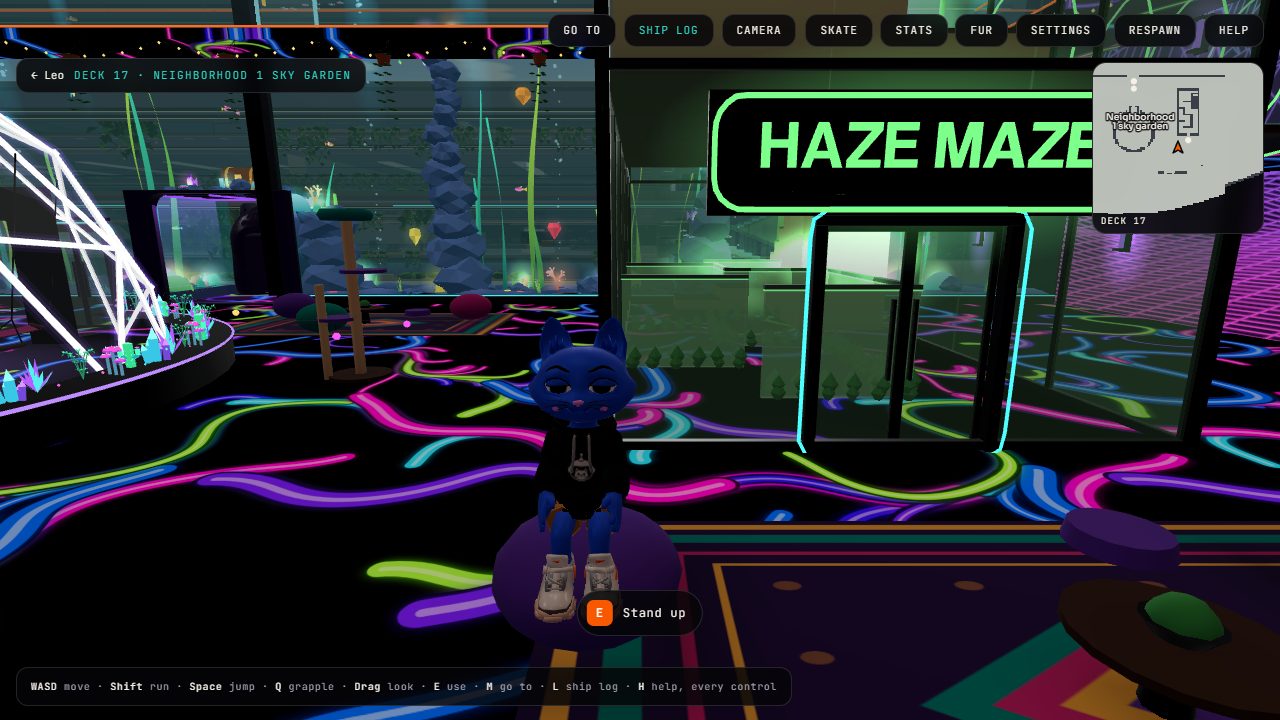 GO TO
SHIP LOG
CAMERA
SKATE
STATS
FUR
SETTINGS
RESPAWN
HELP
← Leo DECK 17 · NEIGHBORHOOD 1 SKY GARDEN
HAZE MAZE
Neighborhood
1 sky garden
DECK 17
E Stand up
WASD move · Shift run · Space jump · Q grapple · Drag look · E use · M go to · L ship log · H help, every control